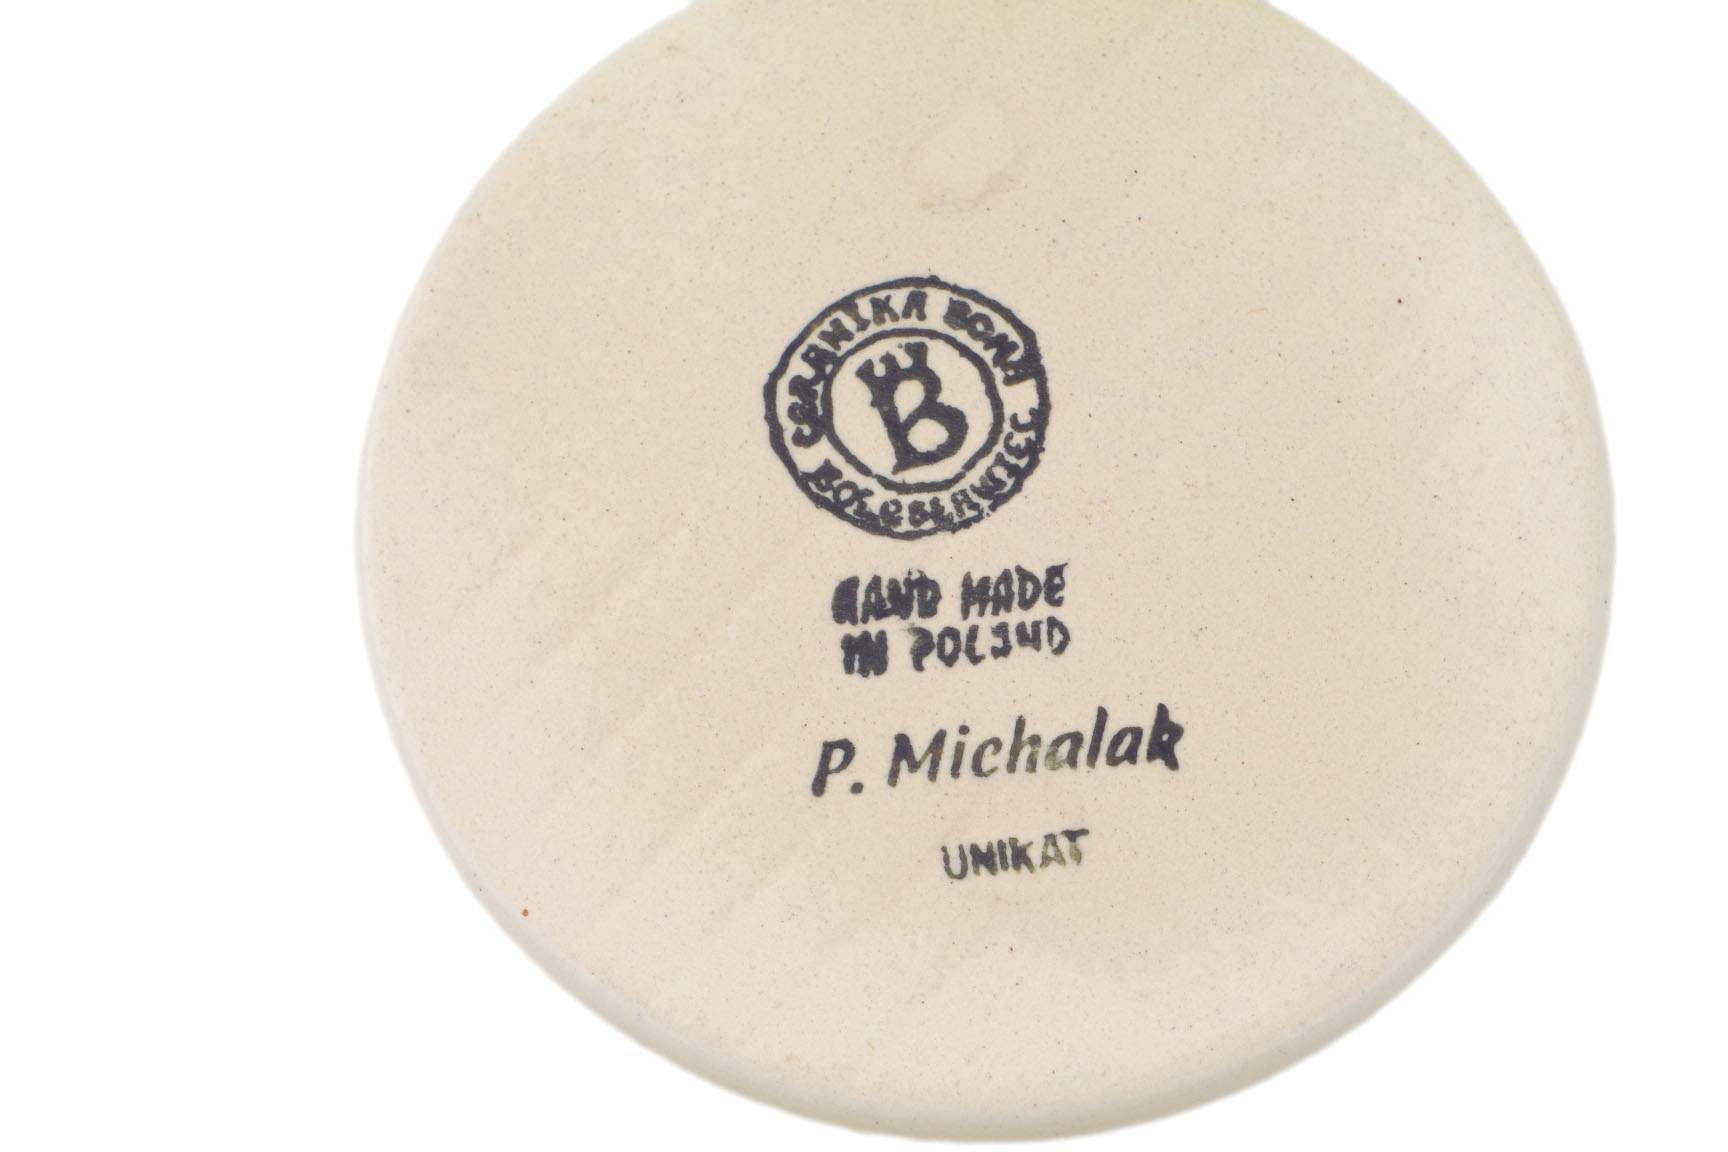 CERAMIKA BONA
BOLESŁAWIEC
B
HAND MADE
IN POLAND
P. Michalak
UNIKAT